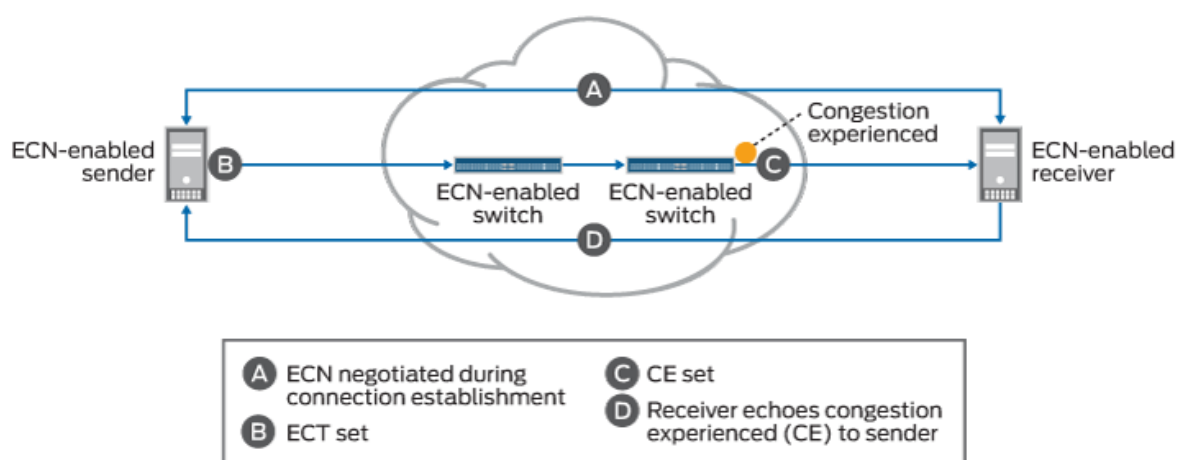 A
Congestion
experienced
ECN-enabled
sender
B
C
ECN-enabled
receiver
ECN-enabled
switch
ECN-enabled
switch
D
A ECN negotiated during
connection establishment
B ECT set
C CE set
D Receiver echoes congestion
experienced (CE) to sender